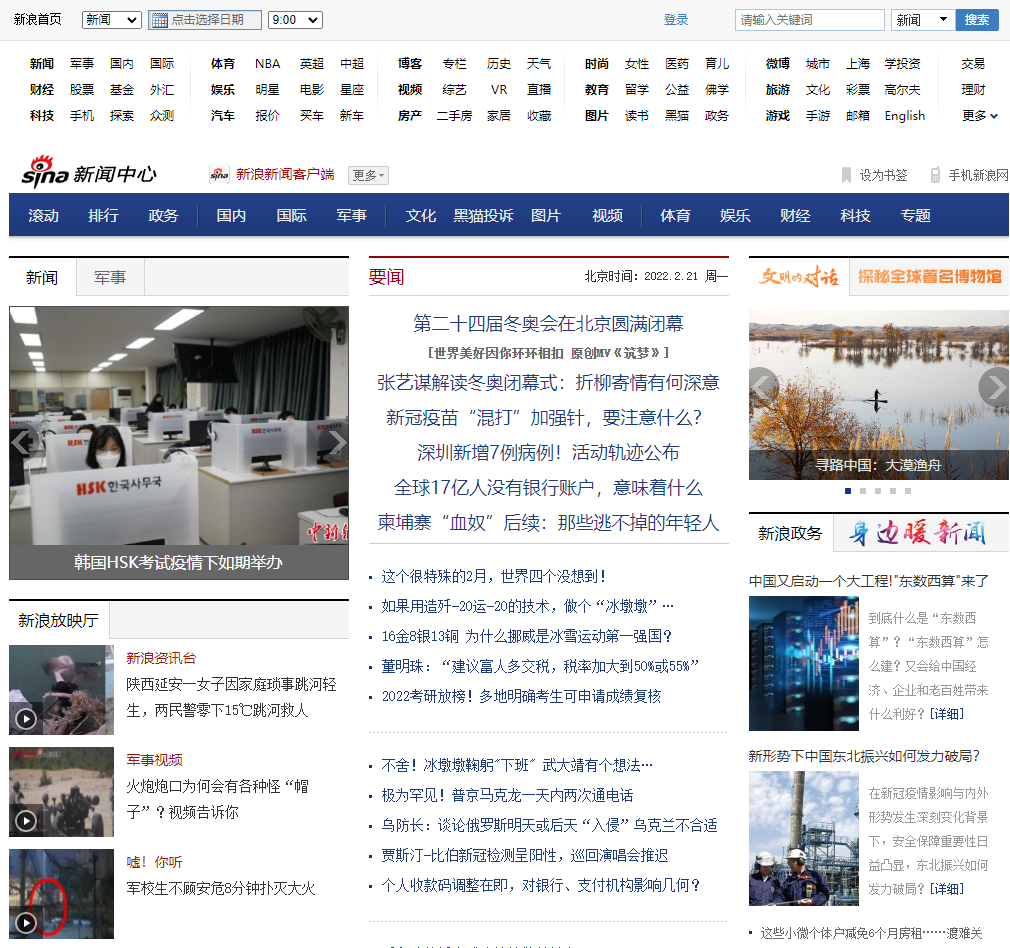 新浪首页 新闻 点击选择日期 9:00 登录 请输入关键词 新闻 搜索
新闻 军事 国内 国际 体育 NBA 英超 中超 博客 专栏 历史 天气 时尚 女性 医药 育儿 微博 城市 上海 学投资 交易
财经 股票 基金 外汇 娱乐 明星 电影 星座 视频 综艺 VR 直播 教育 留学 公益 佛学 旅游 文化 彩票 高尔夫 理财
科技 手机 探索 众测 汽车 报价 买车 新车 房产 二手房 家居 收藏 图片 读书 黑猫 政务 游戏 手游 邮箱 English 更多
sina 新闻中心 sina 新浪新闻客户端 更多 设为书签 手机新浪网
滚动 排行 政务 国内 国际 军事 文化 黑猫投诉 图片 视频 体育 娱乐 财经 科技 专题
新闻 军事
HSK 한국사무국
韩国HSK考试疫情下如期举办
新浪放映厅
新浪资讯台
陕西延安一女子因家庭琐事跳河轻
生，两民警零下15℃跳河救人
军事视频
火炮炮口为何会有各种怪“帽
子”？视频告诉你
嘘！你听
军校生不顾安危8分钟扑灭大火
要闻 北京时间：2022.2.21 周一
第二十四届冬奥会在北京圆满闭幕
[世界美好因你环环相扣 原创MV《筑梦》]
张艺谋解读冬奥闭幕式：折柳寄情有何深意
新冠疫苗“混打”加强针，要注意什么？
深圳新增7例病例！活动轨迹公布
全球17亿人没有银行账户，意味着什么
柬埔寨“血奴”后续：那些逃不掉的年轻人
这个很特殊的2月，世界四个没想到！
如果用造歼-20运-20的技术，做个“冰墩墩”…
16金8银13铜 为什么挪威是冰雪运动第一强国？
董明珠：“建议富人多交税，税率加大到50%或55%”
2022考研放榜！多地明确考生可申请成绩复核
不舍！冰墩墩鞠躬"下班" 武大靖有个想法…
极为罕见！普京马克龙一天内两次通电话
乌防长：谈论俄罗斯明天或后天“入侵”乌克兰不合适
贾斯汀-比伯新冠检测呈阳性，巡回演唱会推迟
个人收款码调整在即，对银行、支付机构影响几何？
文明的对话 探秘全球著名博物馆
寻路中国：大漠渔舟
新浪政务 身边暖新闻
中国又启动一个大工程!"东数西算"来了
到底什么是“东数西
算”？“东数西算”怎
么建？又会给中国经
济、企业和老百姓带来
什么利好？[详细]
新形势下中国东北振兴如何发力破局？
在新冠疫情影响与内外
形势发生深刻变化背景
下，安全保障重要性日
益凸显，东北振兴如何
发力破局？[详细]
这些小微个体户减免6个月房租……渡难关